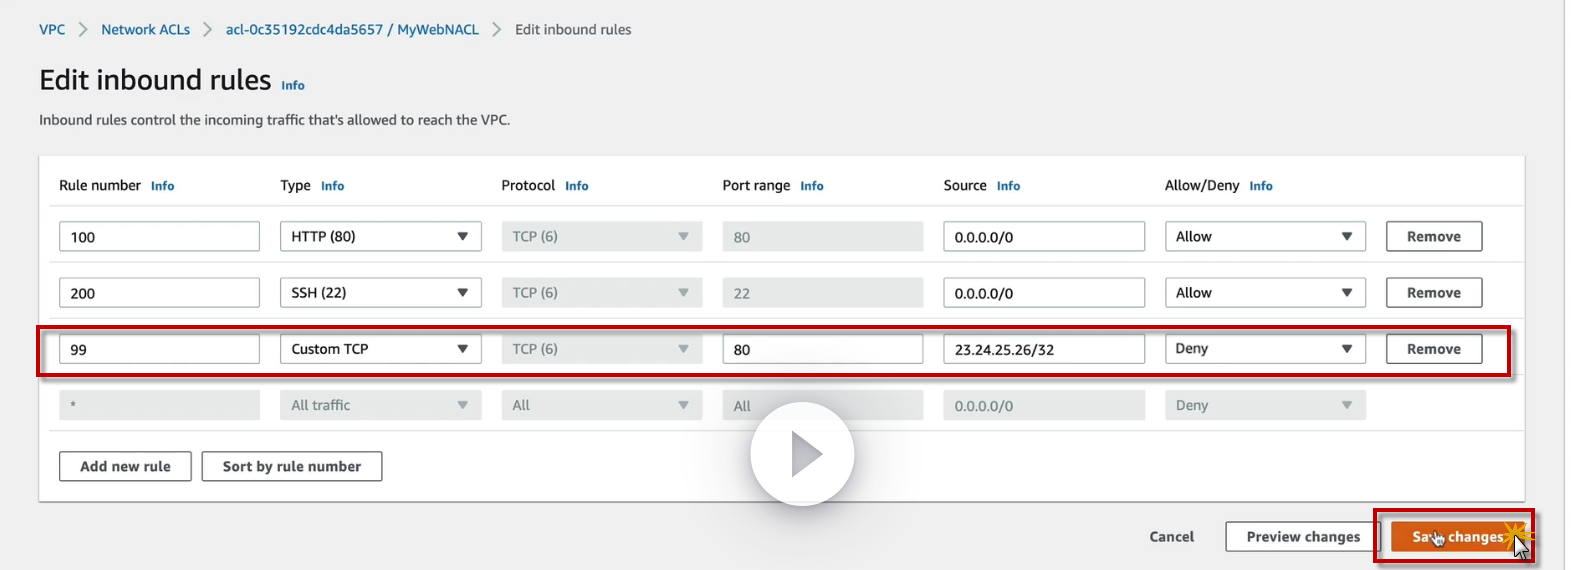 VPC > Network ACLs > acl-0c35192cdc4da5657 / MyWebNACL > Edit inbound rules
Edit inbound rules Info
Inbound rules control the incoming traffic that's allowed to reach the VPC.
Rule number Info Type Info Protocol Info Port range Info Source Info Allow/Deny Info
100 HTTP (80) TCP (6) 80 0.0.0.0/0 Allow Remove
200 SSH (22) TCP (6) 22 0.0.0.0/0 Allow Remove
99 Custom TCP TCP (6) 80 23.24.25.26/32 Deny Remove
* All traffic All All 0.0.0.0/0 Deny
Add new rule Sort by rule number
Cancel Preview changes Save changes